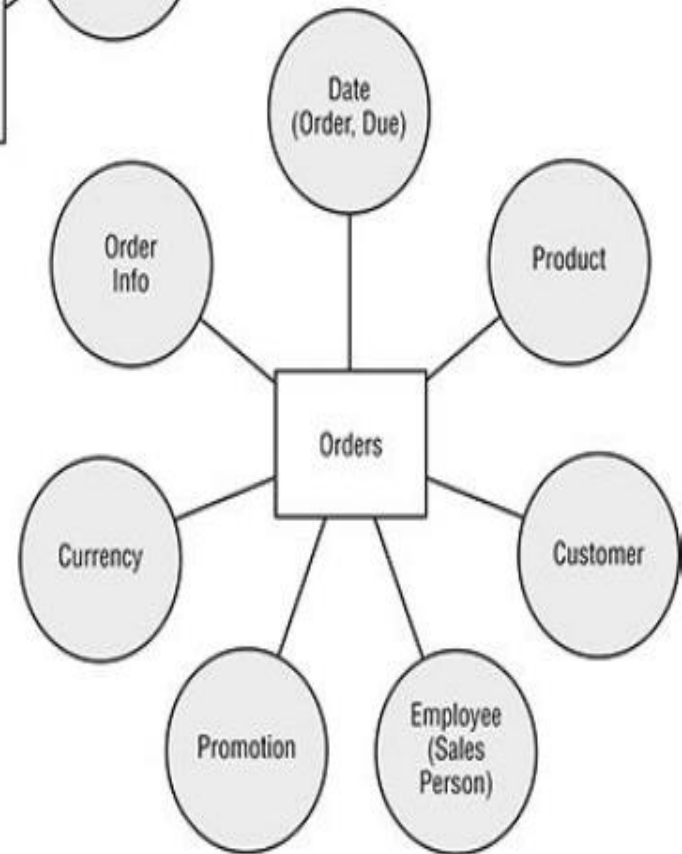 Date
(Order, Due)
Order
Info
Product
Orders
Currency
Customer
Promotion
Employee
(Sales
Person)